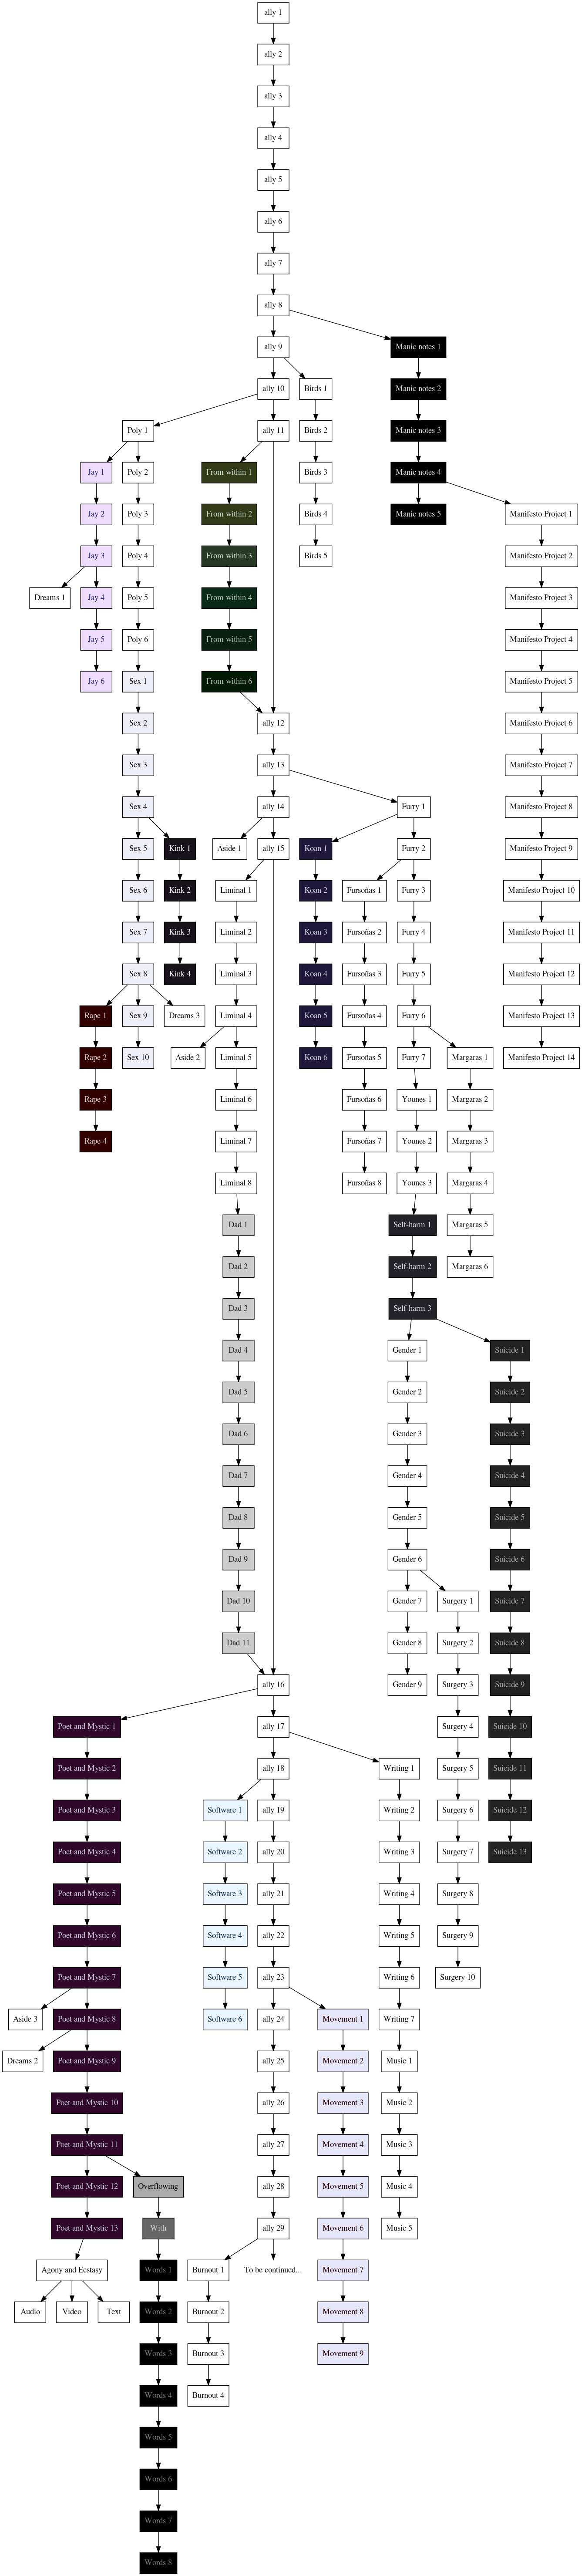 ally 1
ally 2
ally 3
ally 4
ally 5
ally 6
ally 7
ally 8
ally 9
Manic notes 1
ally 10
Birds 1
Manic notes 2
Poly 1
ally 11
Birds 2
Manic notes 3
Jay 1
Poly 2
From within 1
Birds 3
Manic notes 4
Jay 2
Poly 3
From within 2
Birds 4
Manic notes 5
Manifesto Project 1
Jay 3
Poly 4
From within 3
Birds 5
Manifesto Project 2
Dreams 1
Jay 4
Poly 5
From within 4
Manifesto Project 3
Jay 5
Poly 6
From within 5
Manifesto Project 4
Jay 6
Sex 1
From within 6
Manifesto Project 5
Sex 2
ally 12
Manifesto Project 6
Sex 3
ally 13
Manifesto Project 7
Sex 4
ally 14
Furry 1
Manifesto Project 8
Sex 5
Kink 1
Aside 1
ally 15
Koan 1
Furry 2
Manifesto Project 9
Sex 6
Kink 2
Liminal 1
Koan 2
Fursoñas 1
Furry 3
Manifesto Project 10
Sex 7
Kink 3
Liminal 2
Koan 3
Fursoñas 2
Furry 4
Manifesto Project 11
Sex 8
Kink 4
Liminal 3
Koan 4
Fursoñas 3
Furry 5
Manifesto Project 12
Rape 1
Sex 9
Dreams 3
Liminal 4
Koan 5
Fursoñas 4
Furry 6
Manifesto Project 13
Rape 2
Sex 10
Aside 2
Liminal 5
Koan 6
Fursoñas 5
Furry 7
Margaras 1
Manifesto Project 14
Rape 3
Liminal 6
Fursoñas 6
Younes 1
Margaras 2
Rape 4
Liminal 7
Fursoñas 7
Younes 2
Margaras 3
Liminal 8
Fursoñas 8
Younes 3
Margaras 4
Dad 1
Self-harm 1
Margaras 5
Dad 2
Self-harm 2
Margaras 6
Dad 3
Self-harm 3
Dad 4
Gender 1
Suicide 1
Dad 5
Gender 2
Suicide 2
Dad 6
Gender 3
Suicide 3
Dad 7
Gender 4
Suicide 4
Dad 8
Gender 5
Suicide 5
Dad 9
Gender 6
Suicide 6
Dad 10
Gender 7
Surgery 1
Suicide 7
Dad 11
Gender 8
Surgery 2
Suicide 8
ally 16
Gender 9
Surgery 3
Suicide 9
Poet and Mystic 1
ally 17
Surgery 4
Suicide 10
Poet and Mystic 2
ally 18
Writing 1
Surgery 5
Suicide 11
Poet and Mystic 3
Software 1
ally 19
Writing 2
Surgery 6
Suicide 12
Poet and Mystic 4
Software 2
ally 20
Writing 3
Surgery 7
Suicide 13
Poet and Mystic 5
Software 3
ally 21
Writing 4
Surgery 8
Poet and Mystic 6
Software 4
ally 22
Writing 5
Surgery 9
Poet and Mystic 7
Software 5
ally 23
Writing 6
Surgery 10
Aside 3
Poet and Mystic 8
Software 6
ally 24
Movement 1
Writing 7
Dreams 2
Poet and Mystic 9
ally 25
Movement 2
Music 1
Poet and Mystic 10
ally 26
Movement 3
Music 2
Poet and Mystic 11
ally 27
Movement 4
Music 3
Poet and Mystic 12
Overflowing
ally 28
Movement 5
Music 4
Poet and Mystic 13
With
ally 29
Movement 6
Music 5
Agony and Ecstasy
Words 1
Burnout 1
To be continued...
Movement 7
Audio
Video
Text
Words 2
Burnout 2
Movement 8
Words 3
Burnout 3
Movement 9
Words 4
Burnout 4
Words 5
Words 6
Words 7
Words 8